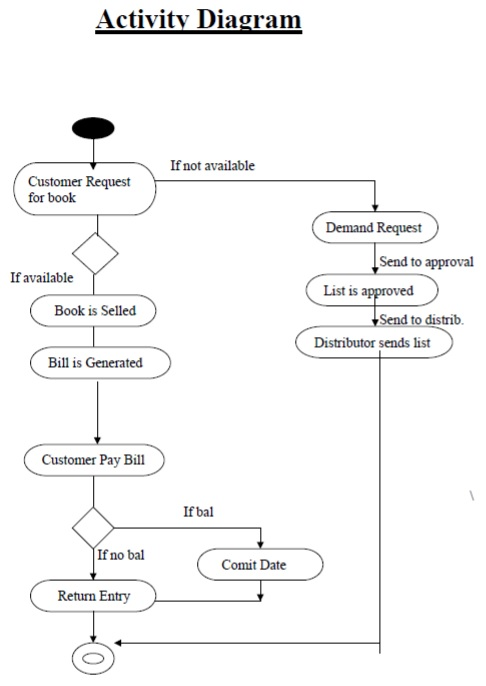 Activity Diagram
If not available
Customer Request
for book
Demand Request
Send to approval
If available
List is approved
Book is Selled
Send to distrib.
Distributor sends list
Bill is Generated
Customer Pay Bill
If bal
If no bal
Comit Date
Return Entry
\